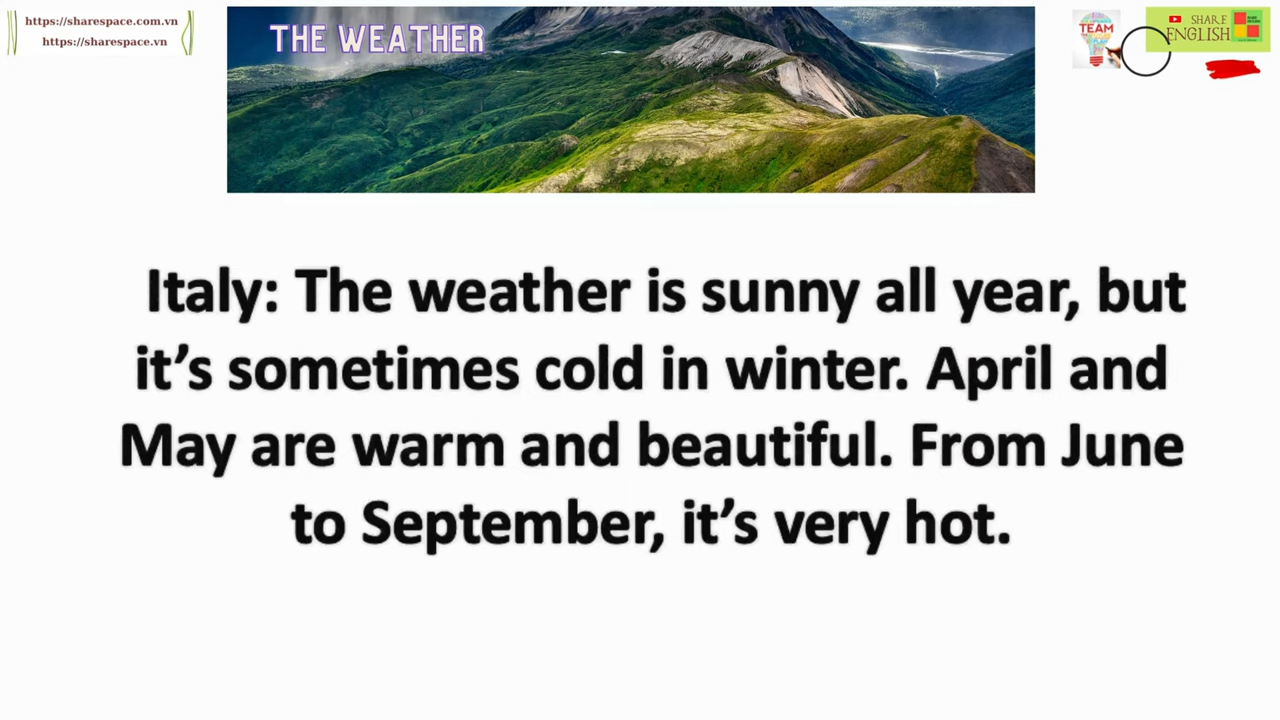 https://sharespace.com.vn
https://sharespace.vn
THE WEATHER
TEAM
SHARE
ENGLISH
Italy: The weather is sunny all year, but
it’s sometimes cold in winter. April and
May are warm and beautiful. From June
to September, it’s very hot.